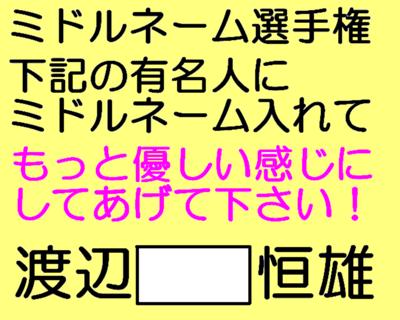 ミドルネーム選手権
下記の有名人に
ミドルネーム入れて
もっと優しい感じに
してあげて下さい！
渡辺 恒雄